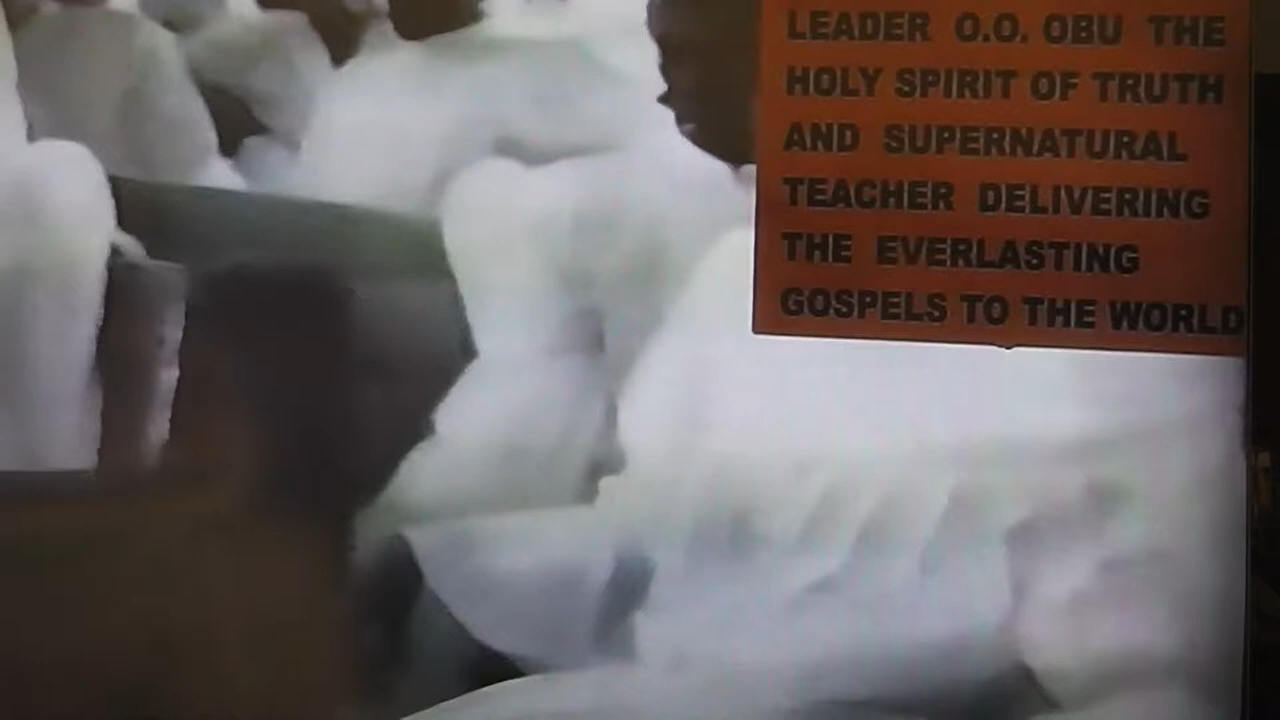 LEADER O.O. OBU THE
HOLY SPIRIT OF TRUTH
AND SUPERNATURAL
TEACHER DELIVERING
THE EVERLASTING
GOSPELS TO THE WORLD